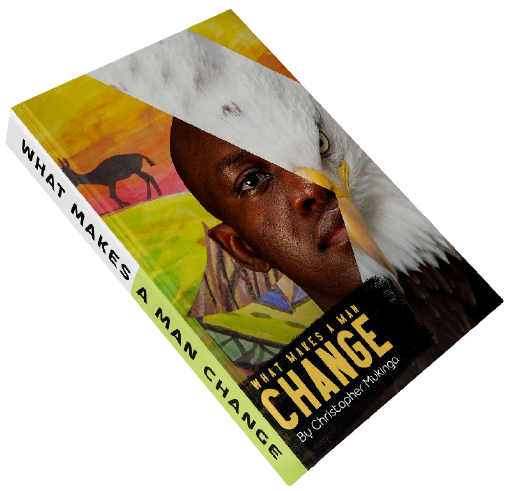 WHAT MAKES A MAN CHANGE
WHAT MAKES A MAN
CHANGE
By Christopher Mukinga